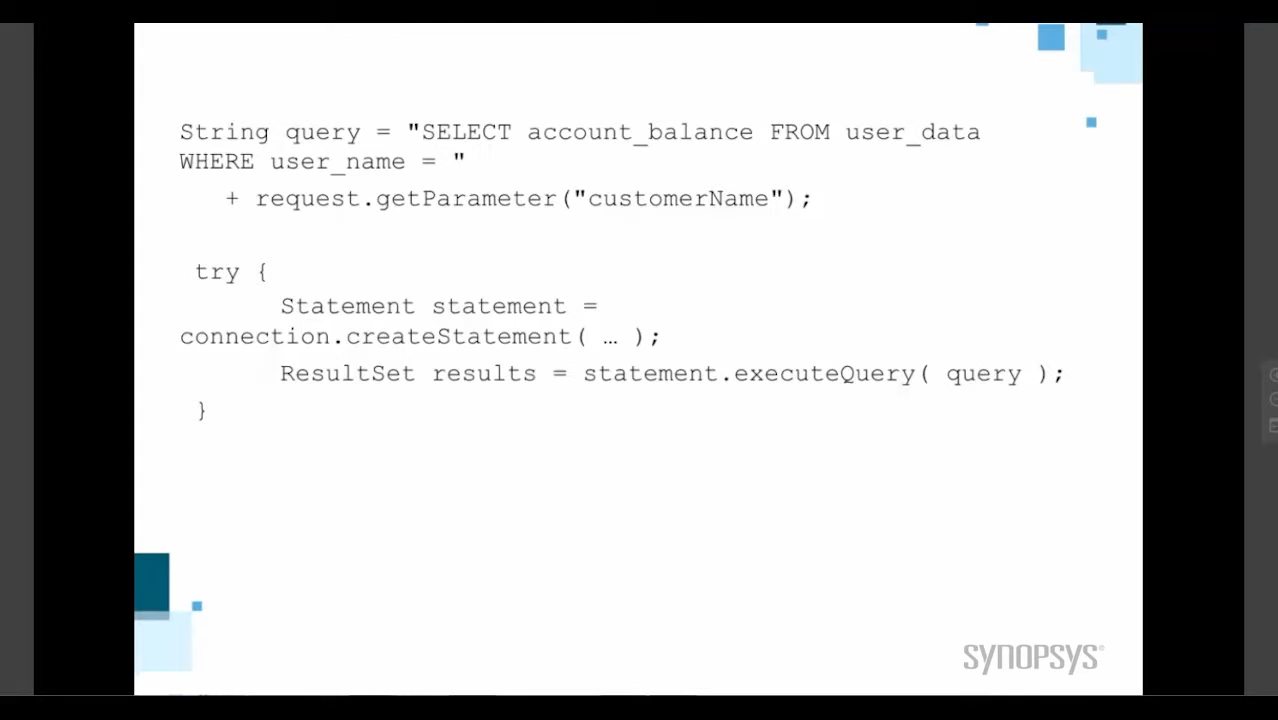 String query = "SELECT account_balance FROM user_data
WHERE user_name = "
+ request.getParameter("customerName");
try {
Statement statement =
connection.createStatement( … );
ResultSet results = statement.executeQuery( query );
}
SYNOPSYS®